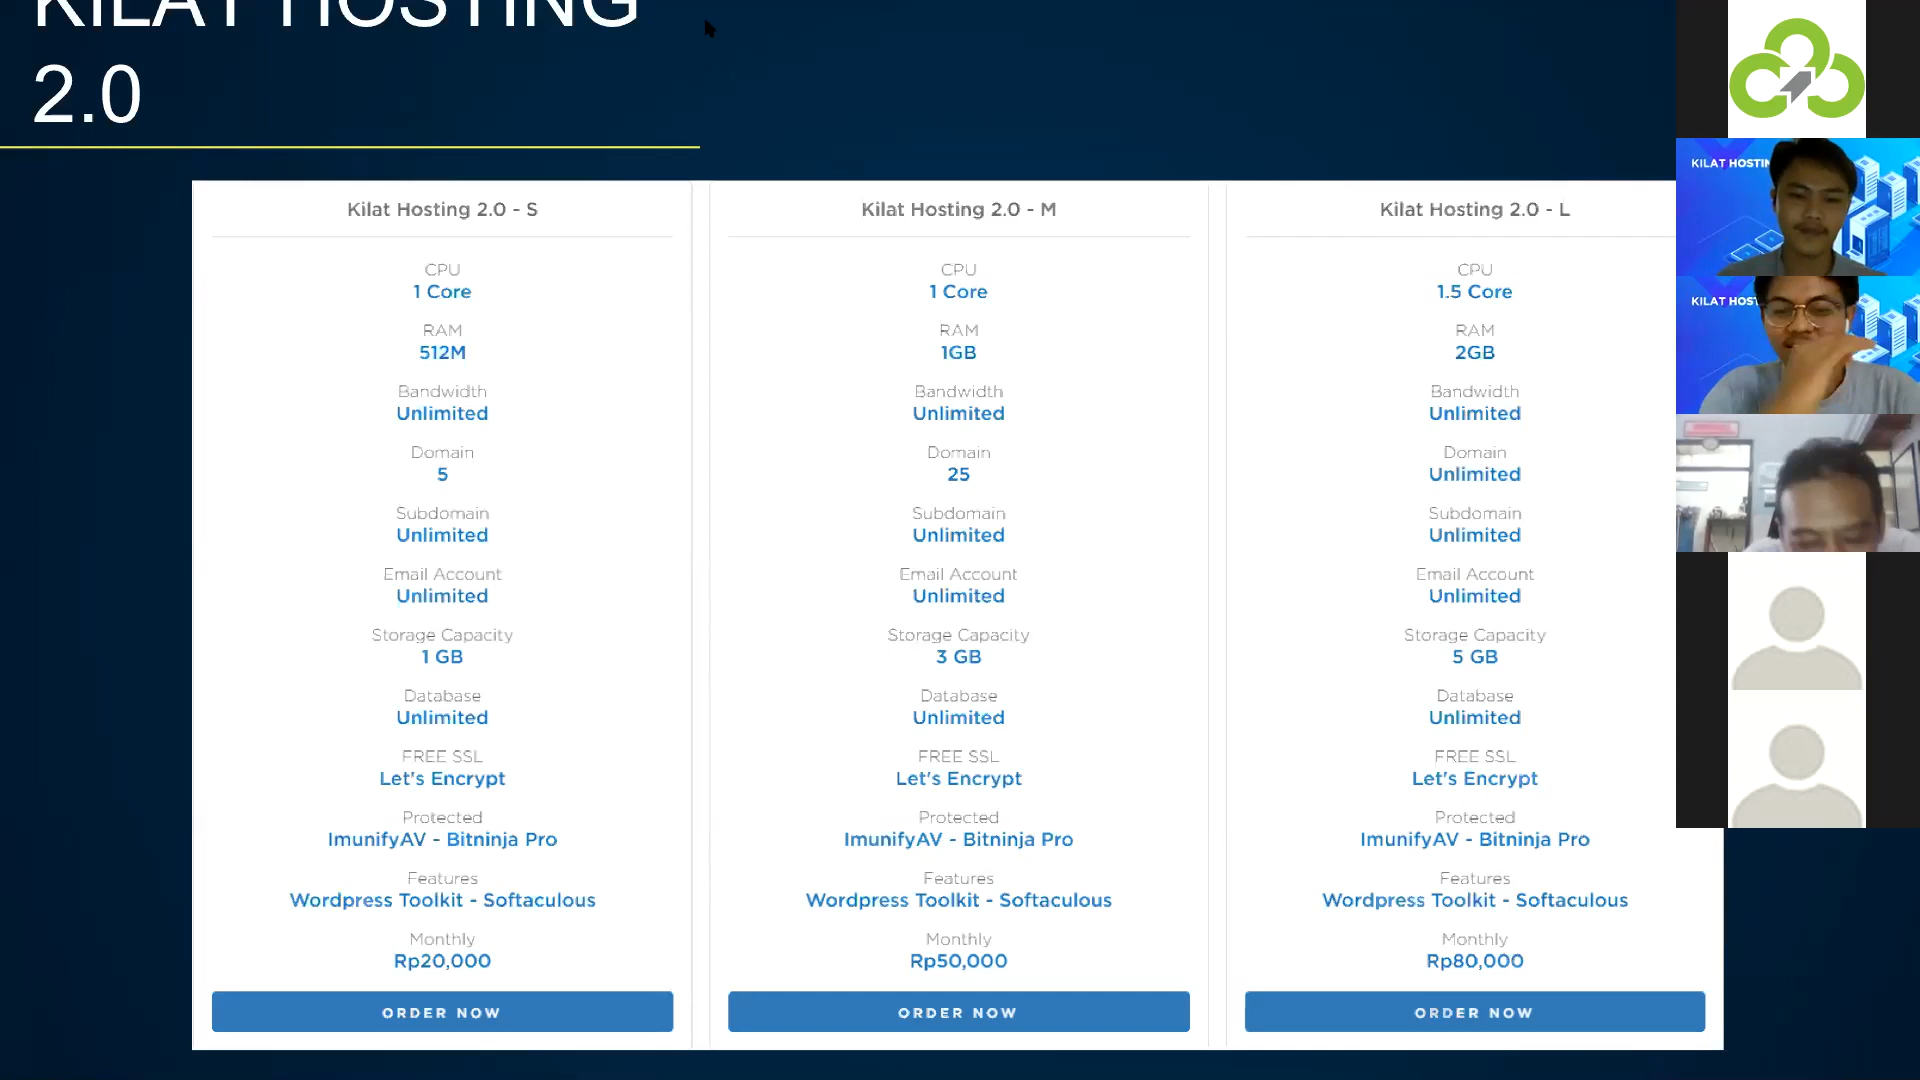 KILAT HOSTING
2.0
Kilat Hosting 2.0 - S
CPU
1 Core
RAM
512M
Bandwidth
Unlimited
Domain
5
Subdomain
Unlimited
Email Account
Unlimited
Storage Capacity
1 GB
Database
Unlimited
FREE SSL
Let's Encrypt
Protected
ImunifyAV - Bitninja Pro
Features
Wordpress Toolkit - Softaculous
Monthly
Rp20,000
ORDER NOW
Kilat Hosting 2.0 - M
CPU
1 Core
RAM
1GB
Bandwidth
Unlimited
Domain
25
Subdomain
Unlimited
Email Account
Unlimited
Storage Capacity
3 GB
Database
Unlimited
FREE SSL
Let's Encrypt
Protected
ImunifyAV - Bitninja Pro
Features
Wordpress Toolkit - Softaculous
Monthly
Rp50,000
ORDER NOW
Kilat Hosting 2.0 - L
CPU
1.5 Core
RAM
2GB
Bandwidth
Unlimited
Domain
Unlimited
Subdomain
Unlimited
Email Account
Unlimited
Storage Capacity
5 GB
Database
Unlimited
FREE SSL
Let's Encrypt
Protected
ImunifyAV - Bitninja Pro
Features
Wordpress Toolkit - Softaculous
Monthly
Rp80,000
ORDER NOW
KILAT HOSTIN
KILAT HOST